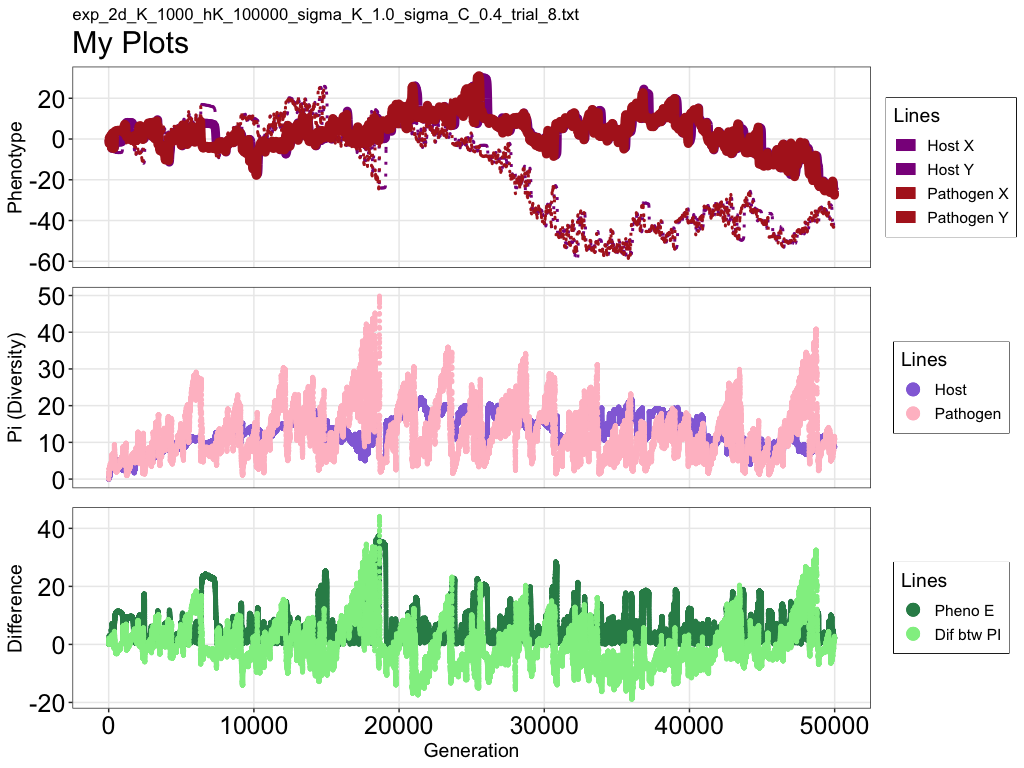 exp_2d_K_1000_hK_100000_sigma_K_1.0_sigma_C_0.4_trial_8.txt
My Plots
Phenotype
20
0
-20
-40
-60
Lines
Host X
Host Y
Pathogen X
Pathogen Y
Pi (Diversity)
50
40
30
20
10
0
Lines
Host
Pathogen
Difference
40
20
0
-20
Lines
Pheno E
Dif btw PI
0 10000 20000 30000 40000 50000
Generation